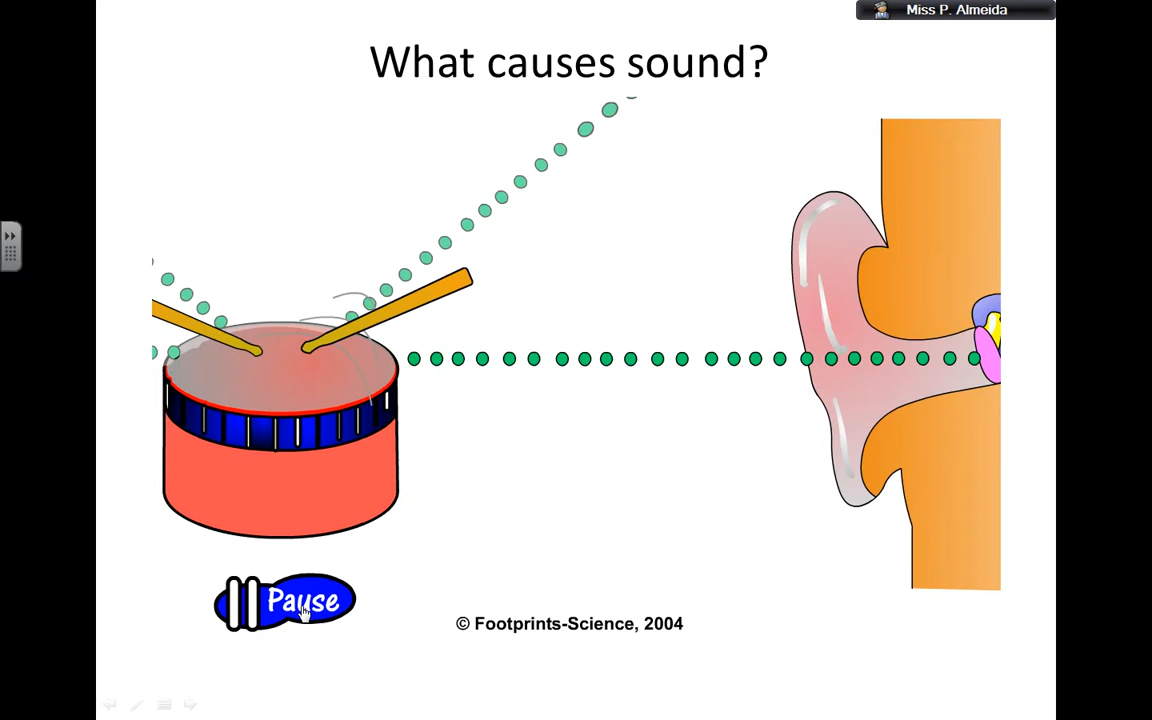 Miss P. Almeida
What causes sound?
Pause
© Footprints-Science, 2004